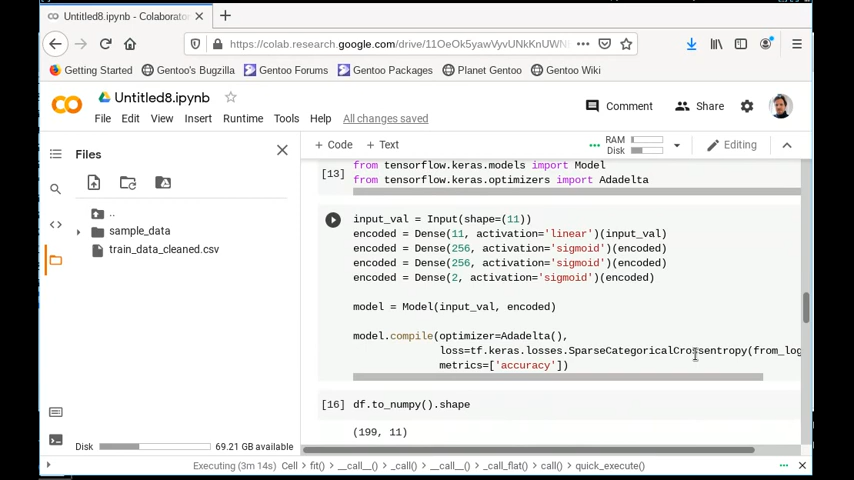 Untitled8.ipynb - Colaborato
https://colab.research.google.com/drive/11OeOk5yawVyvUNkKnUWN
Getting Started Gentoo's Bugzilla Gentoo Forums Gentoo Packages Planet Gentoo Gentoo Wiki
Untitled8.ipynb
Comment Share
File Edit View Insert Runtime Tools Help All changes saved
Files
+ Code + Text
RAM
Disk
Editing
..
sample_data
train_data_cleaned.csv
from tensorflow.keras.models import Model
[13]
from tensorflow.keras.optimizers import Adadelta
input_val = Input(shape=(11))
encoded = Dense(11, activation='linear')(input_val)
encoded = Dense(256, activation='sigmoid')(encoded)
encoded = Dense(256, activation='sigmoid')(encoded)
encoded = Dense(2, activation='sigmoid')(encoded)
model = Model(input_val, encoded)
model.compile(optimizer=Adadelta(),
loss=tf.keras.losses.SparseCategoricalCrossentropy(from_log
metrics=['accuracy'])
[16] df.to_numpy().shape
(199, 11)
Disk 69.21 GB available
Executing (3m 14s) Cell > fit() > __call__() > _call() > __call__() > _call_flat() > call() > quick_execute()